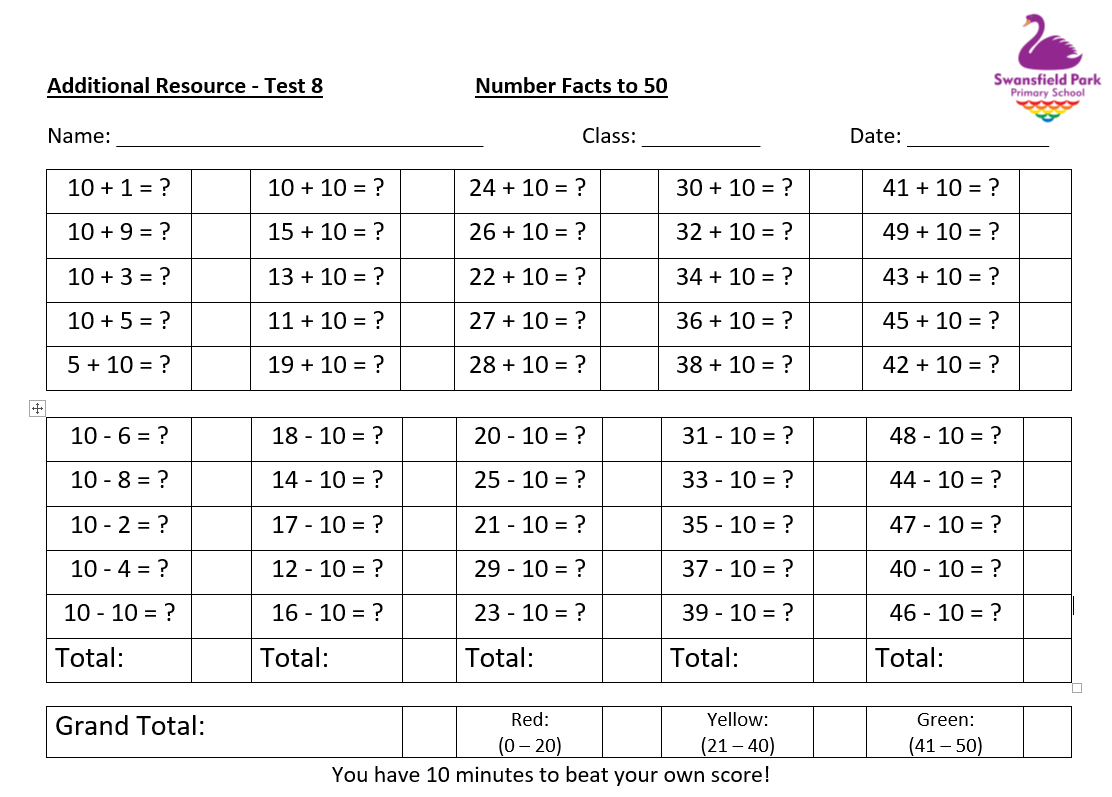 Swansfield Park
Primary School
Additional Resource - Test 8 Number Facts to 50
Name: Class: Date:
10 + 1 = ? 10 + 10 = ? 24 + 10 = ? 30 + 10 = ? 41 + 10 = ?
10 + 9 = ? 15 + 10 = ? 26 + 10 = ? 32 + 10 = ? 49 + 10 = ?
10 + 3 = ? 13 + 10 = ? 22 + 10 = ? 34 + 10 = ? 43 + 10 = ?
10 + 5 = ? 11 + 10 = ? 27 + 10 = ? 36 + 10 = ? 45 + 10 = ?
5 + 10 = ? 19 + 10 = ? 28 + 10 = ? 38 + 10 = ? 42 + 10 = ?
10 - 6 = ? 18 - 10 = ? 20 - 10 = ? 31 - 10 = ? 48 - 10 = ?
10 - 8 = ? 14 - 10 = ? 25 - 10 = ? 33 - 10 = ? 44 - 10 = ?
10 - 2 = ? 17 - 10 = ? 21 - 10 = ? 35 - 10 = ? 47 - 10 = ?
10 - 4 = ? 12 - 10 = ? 29 - 10 = ? 37 - 10 = ? 40 - 10 = ?
10 - 10 = ? 16 - 10 = ? 23 - 10 = ? 39 - 10 = ? 46 - 10 = ?
Total: Total: Total: Total: Total:
Grand Total: Red: Yellow: Green:
(0 – 20) (21 – 40) (41 – 50)
You have 10 minutes to beat your own score!